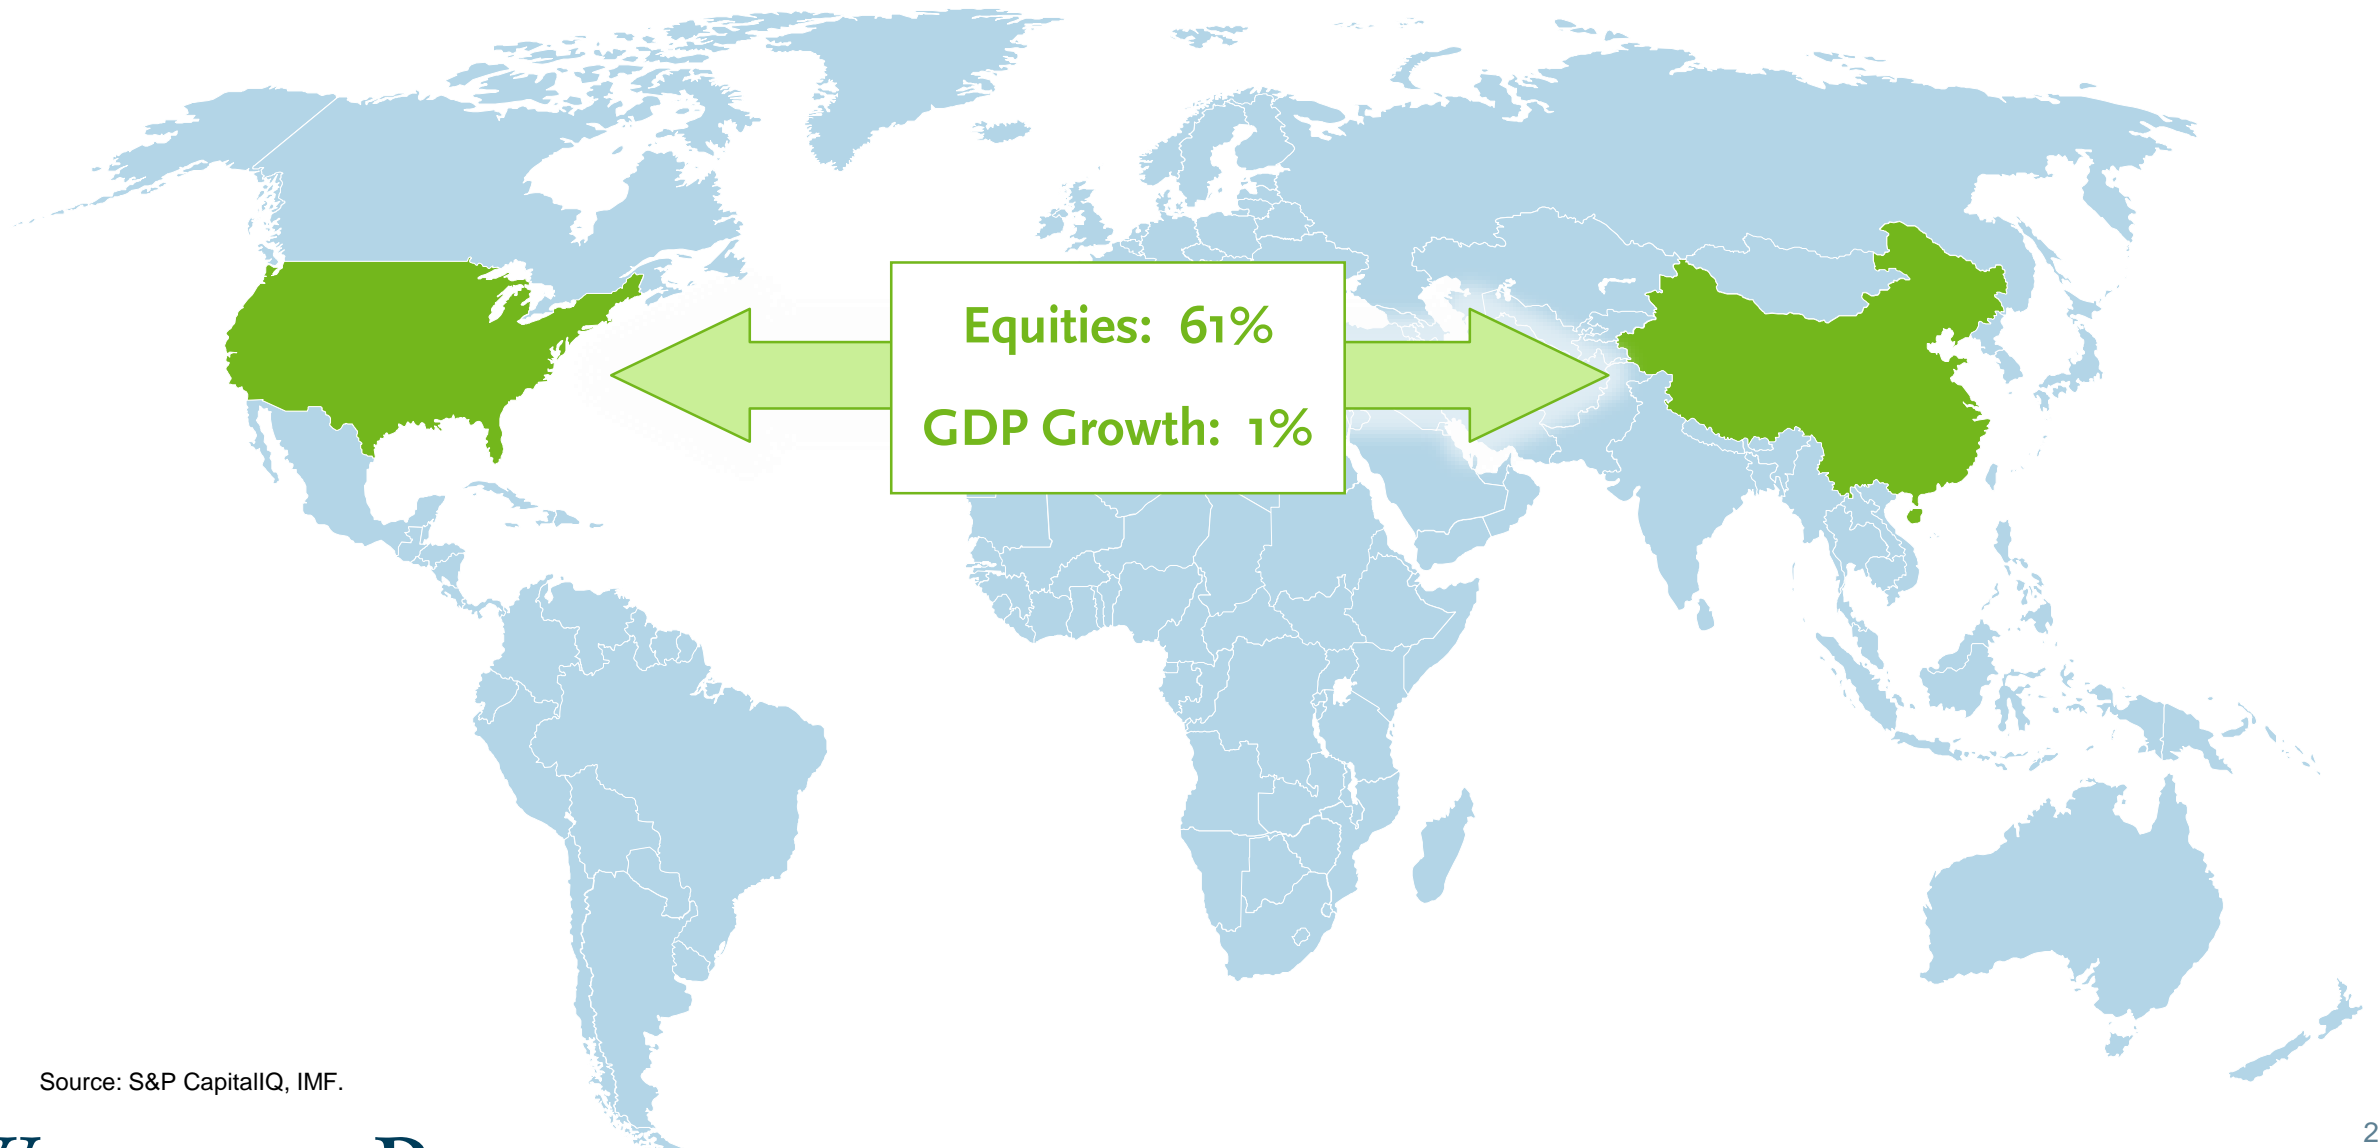 Equities: 61%
GDP Growth: 1%
Source: S&P CapitalIQ, IMF.
2